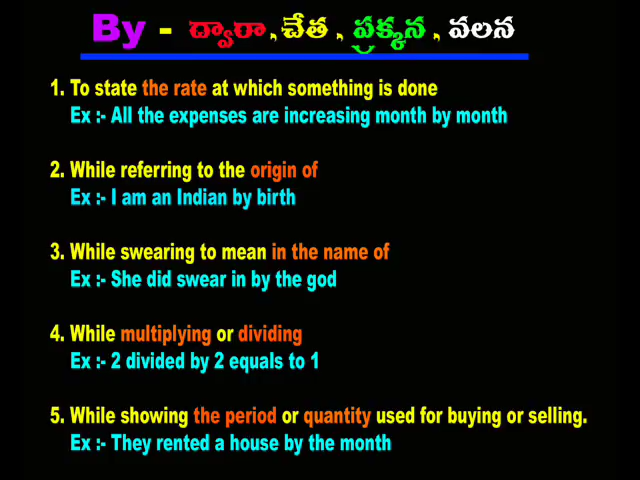 By - ద్వారా, చేత, ప్రక్కన, వలన
1. To state the rate at which something is done
Ex :- All the expenses are increasing month by month
2. While referring to the origin of
Ex :- I am an Indian by birth
3. While swearing to mean in the name of
Ex :- She did swear in by the god
4. While multiplying or dividing
Ex :- 2 divided by 2 equals to 1
5. While showing the period or quantity used for buying or selling.
Ex :- They rented a house by the month